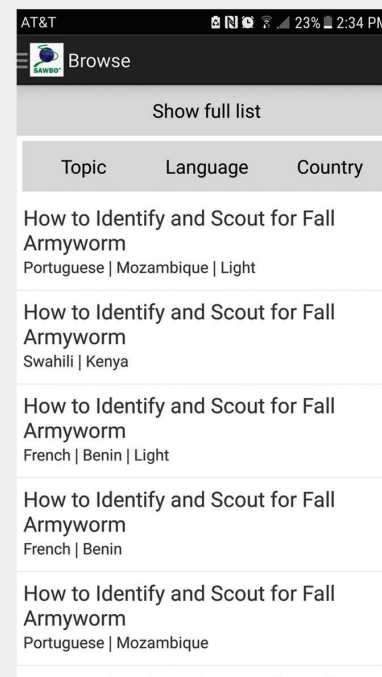 AT&T 23% 2:34 PM
SAWBO
Browse
Show full list
Topic Language Country
How to Identify and Scout for Fall
Armyworm
Portuguese | Mozambique | Light
How to Identify and Scout for Fall
Armyworm
Swahili | Kenya
How to Identify and Scout for Fall
Armyworm
French | Benin | Light
How to Identify and Scout for Fall
Armyworm
French | Benin
How to Identify and Scout for Fall
Armyworm
Portuguese | Mozambique